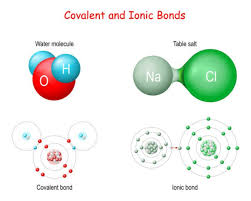 Covalent and Ionic Bonds
Water molecule
Table salt
H
O
Na
Cl
Covalent bond
Ionic bond